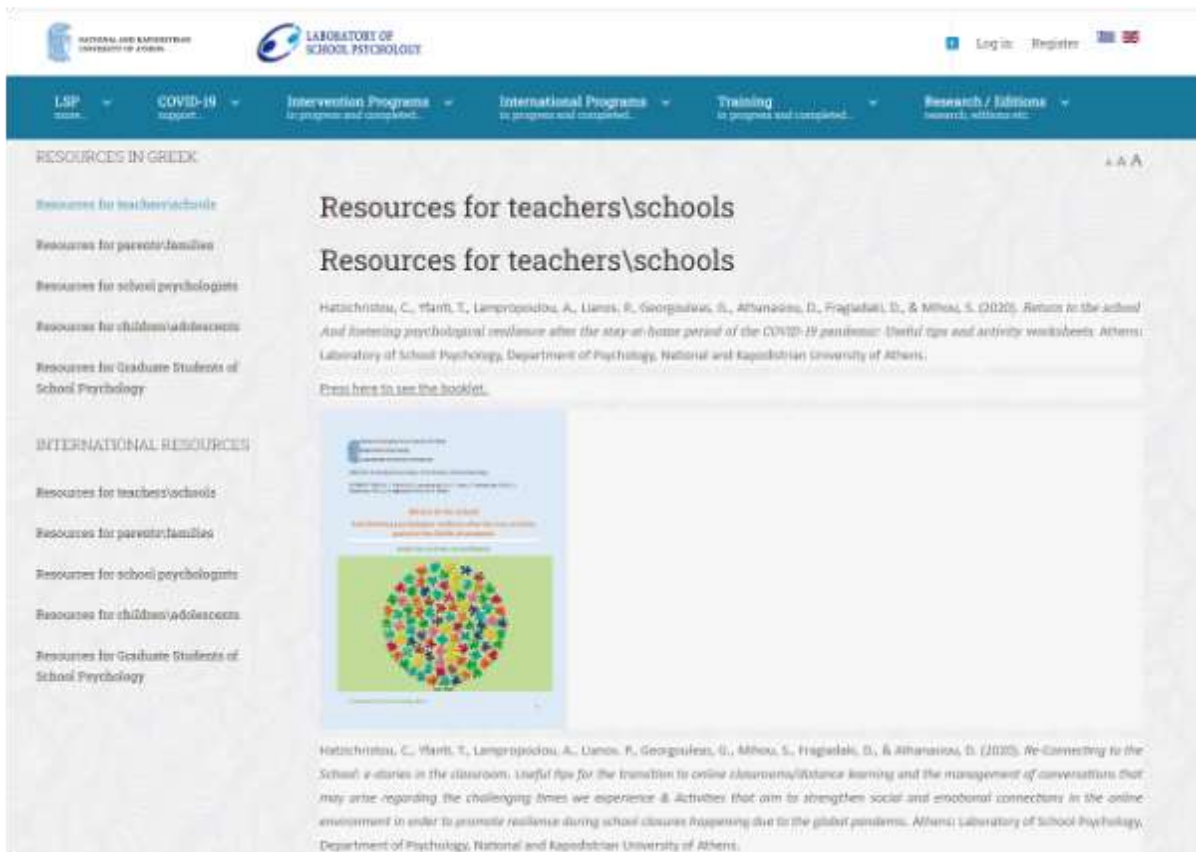 NATIONAL AND KAPODISTRIAN
UNIVERSITY OF ATHENS
LABORATORY OF
SCHOOL PSYCHOLOGY
Log in Register
LSP COVID-19 Intervention Programs International Programs Training Research / Editions
more... support... in progress and completed... in progress and completed... in progress and completed... research, editions etc
RESOURCES IN GREEK
A A A
Resources for teachers\schools
Resources for parents\families
Resources for school psychologists
Resources for children\adolescents
Resources for Graduate Students of
School Psychology
INTERNATIONAL RESOURCES
Resources for teachers\schools
Resources for parents\families
Resources for school psychologists
Resources for children\adolescents
Resources for Graduate Students of
School Psychology
Resources for teachers\schools
Resources for teachers\schools
Hatzichristou, C., Yfanti, T., Lampropoulou, A., Lianos, P., Georgouleas, G., Athanasiou, D., Fragiadaki, D., & Mihou, S. (2020). Return to the school
And fostering psychological resilience after the stay-at-home period of the COVID-19 pandemic: Useful tips and activity worksheets. Athens:
Laboratory of School Psychology, Department of Psychology, National and Kapodistrian University of Athens.
Press here to see the booklet.
Hatzichristou, C., Yfanti, T., Lampropoulou, A., Lianos, P., Georgouleas, G., Mihou, S., Fragiadaki, D., & Athanasiou, D. (2020). Re-Connecting to the
School: e-stories in the classroom. Useful tips for the transition to online classrooms/distance learning and the management of conversations that
may arise regarding the challenging times we experience & Activities that aim to strengthen social and emotional connections in the online
environment in order to promote resilience during school closures happening due to the global pandemic. Athens: Laboratory of School Psychology,
Department of Psychology, National and Kapodistrian University of Athens.